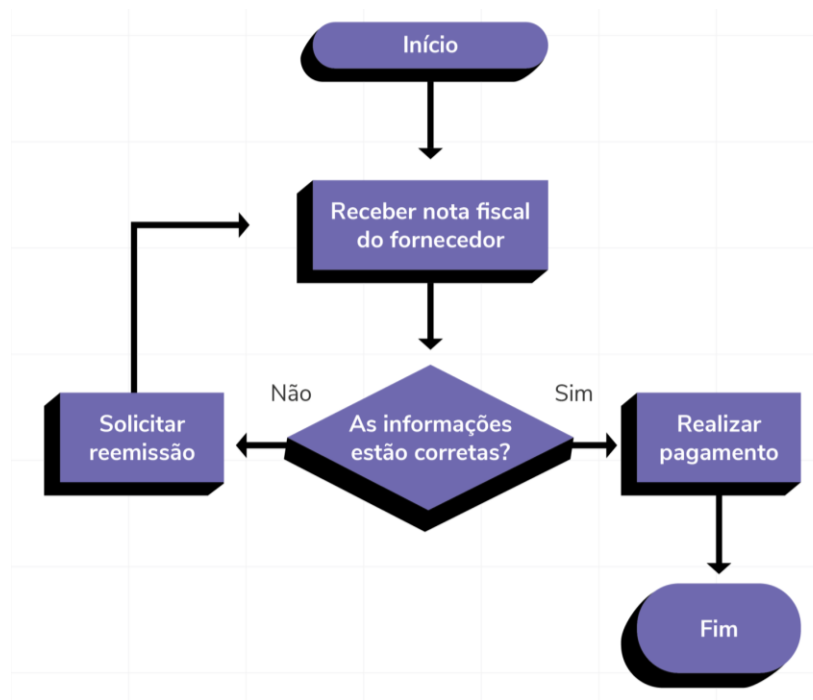 Início
Receber nota fiscal
do fornecedor
Não
Sim
As informações
estão corretas?
Solicitar
reemissão
Realizar
pagamento
Fim